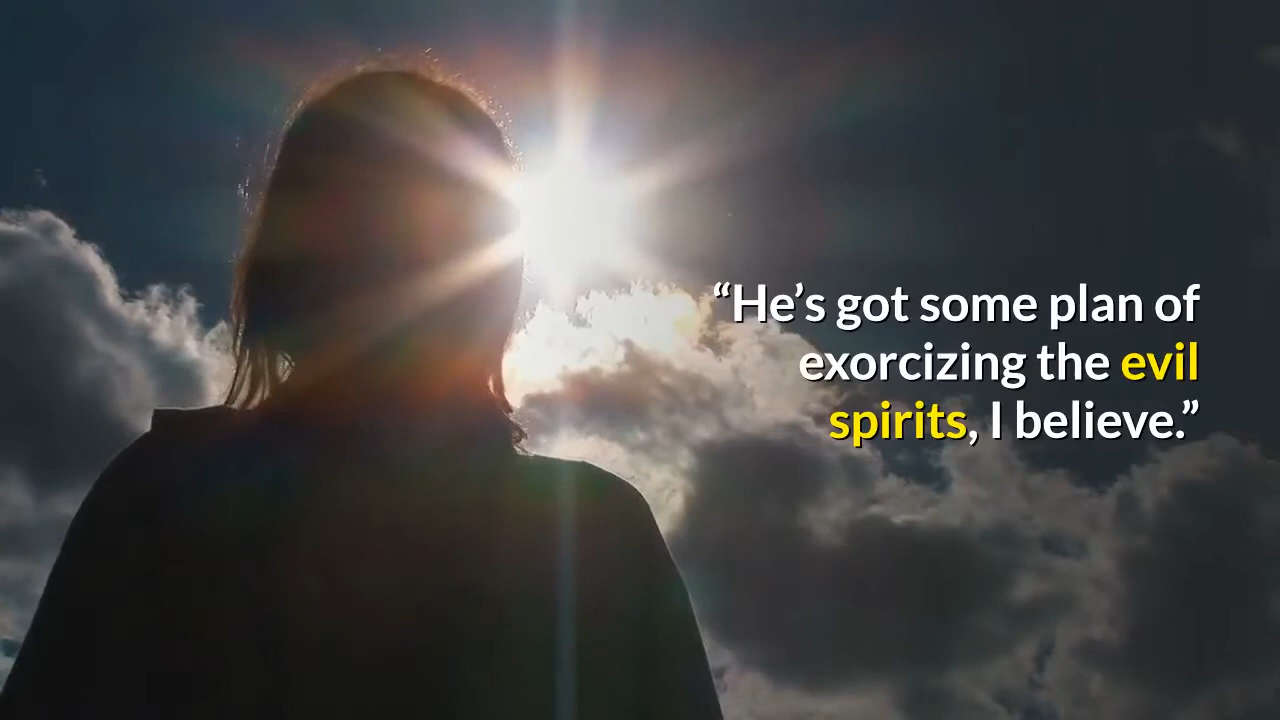 “He’s got some plan of
exorcizing the evil
spirits, I believe.”